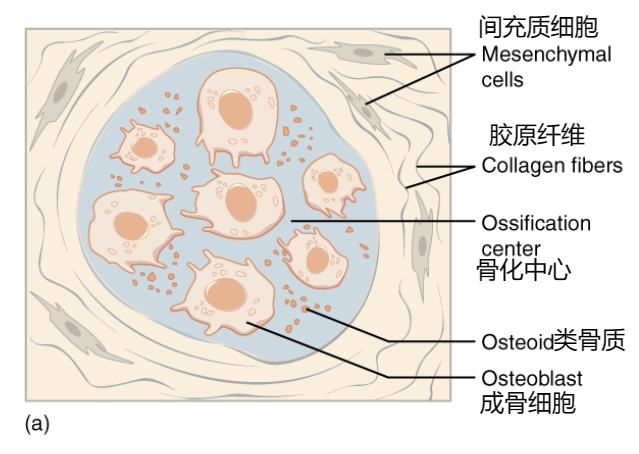 间充质细胞
Mesenchymal
cells
胶原纤维
Collagen fibers
Ossification
center
骨化中心
Osteoid类骨质
Osteoblast
成骨细胞
(a)